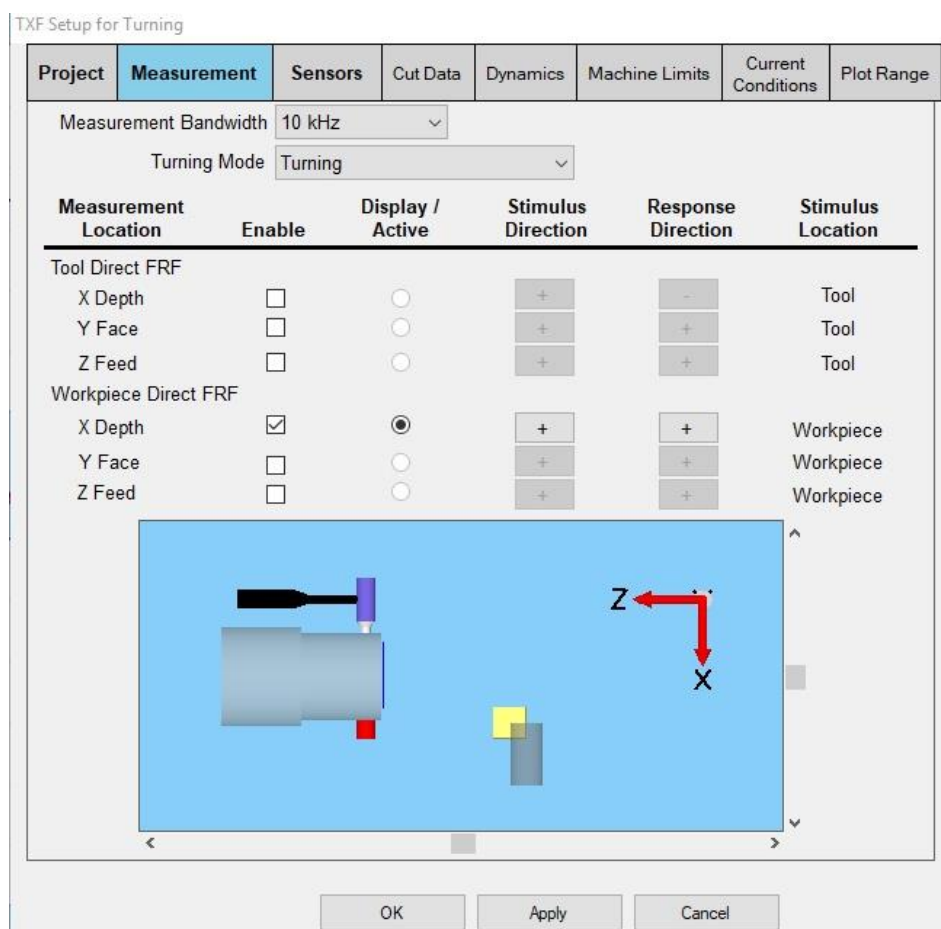 TXF Setup for Turning
Project Measurement Sensors Cut Data Dynamics Machine Limits Current Conditions Plot Range
Measurement Bandwidth 10 kHz
Turning Mode Turning
Measurement Location Enable Display / Active Stimulus Direction Response Direction Stimulus Location
Tool Direct FRF
X Depth + - Tool
Y Face + + Tool
Z Feed + + Tool
Workpiece Direct FRF
X Depth + + Workpiece
Y Face + + Workpiece
Z Feed + + Workpiece
Z
X
OK Apply Cancel